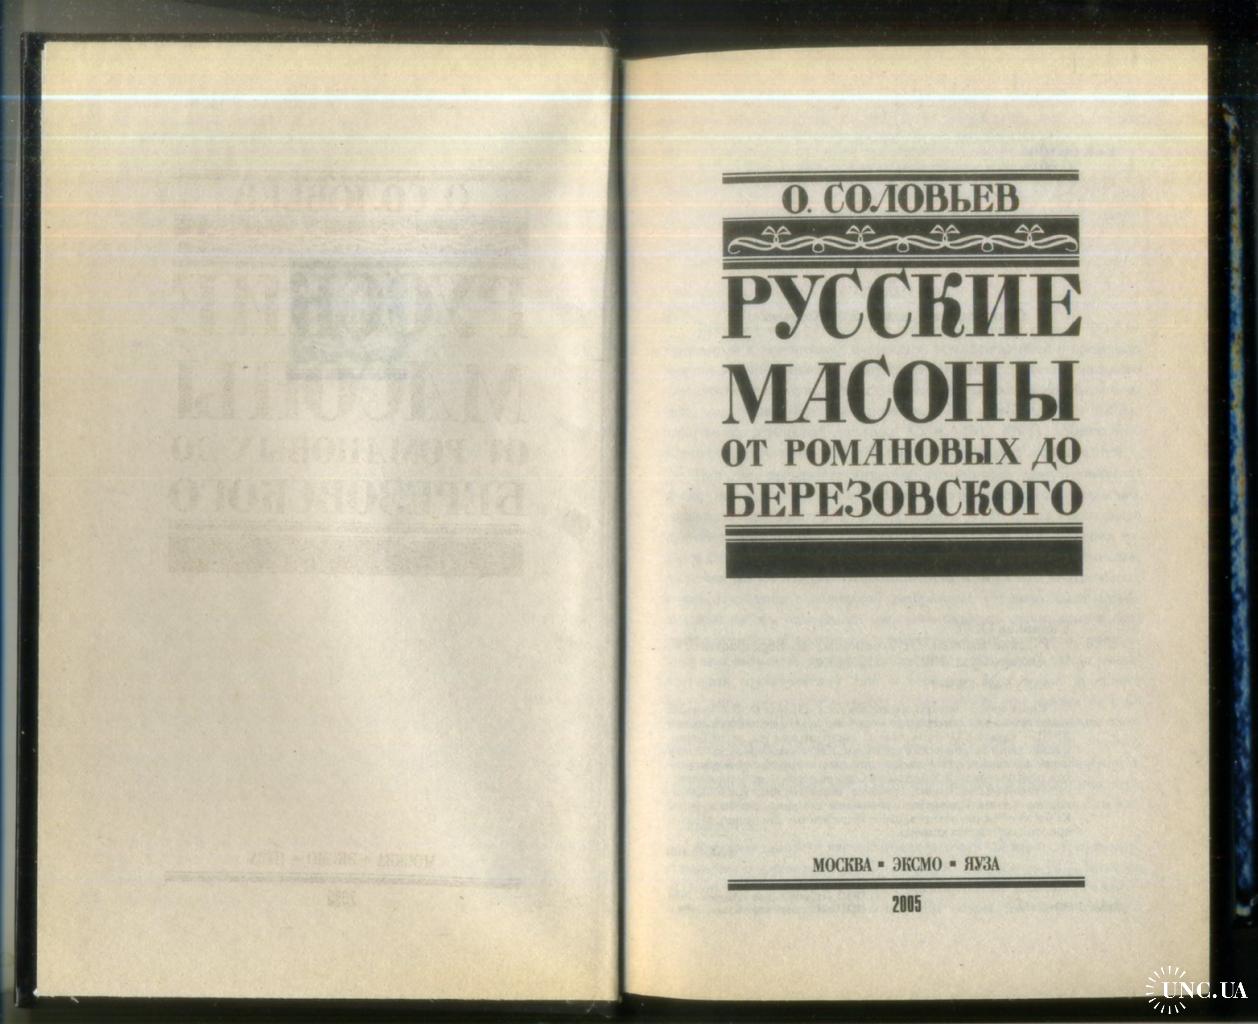 О. СОЛОВЬЕВ
РУССКИЕ
МАСОНЫ
ОТ РОМАНОВЫХ ДО
БЕРЕЗОВСКОГО
МОСКВА ▪ ЭКСМО ▪ ЯУЗА
2005
UNC.UA